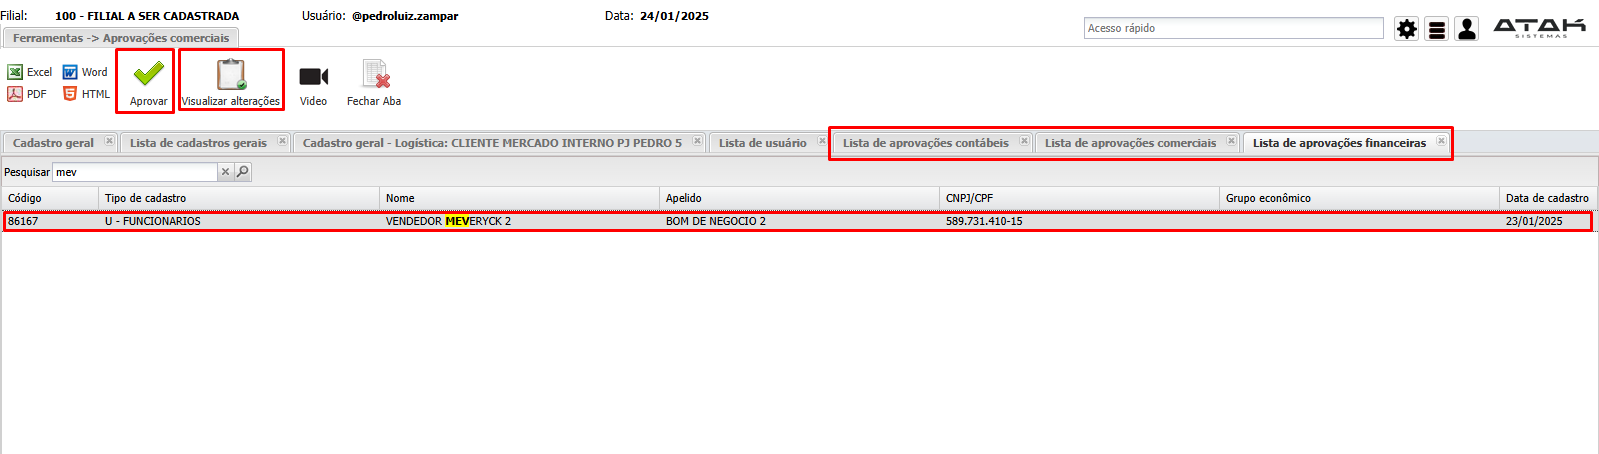 Filial: 100 - FILIAL A SER CADASTRADA Usuário: @pedroluiz.zampar Data: 24/01/2025
Ferramentas -> Aprovações comerciais
Acesso rápido
ATAK
SISTEMAS
Excel Word
PDF HTML
Aprovar Visualizar alterações Video Fechar Aba
Cadastro geral Lista de cadastros gerais Cadastro geral - Logística: CLIENTE MERCADO INTERNO PJ PEDRO 5 Lista de usuário Lista de aprovações contábeis Lista de aprovações comerciais Lista de aprovações financeiras
Pesquisar mev
Código Tipo de cadastro Nome Apelido CNPJ/CPF Grupo econômico Data de cadastro
86167 U - FUNCIONARIOS VENDEDOR MEVERYCK 2 BOM DE NEGOCIO 2 589.731.410-15 23/01/2025